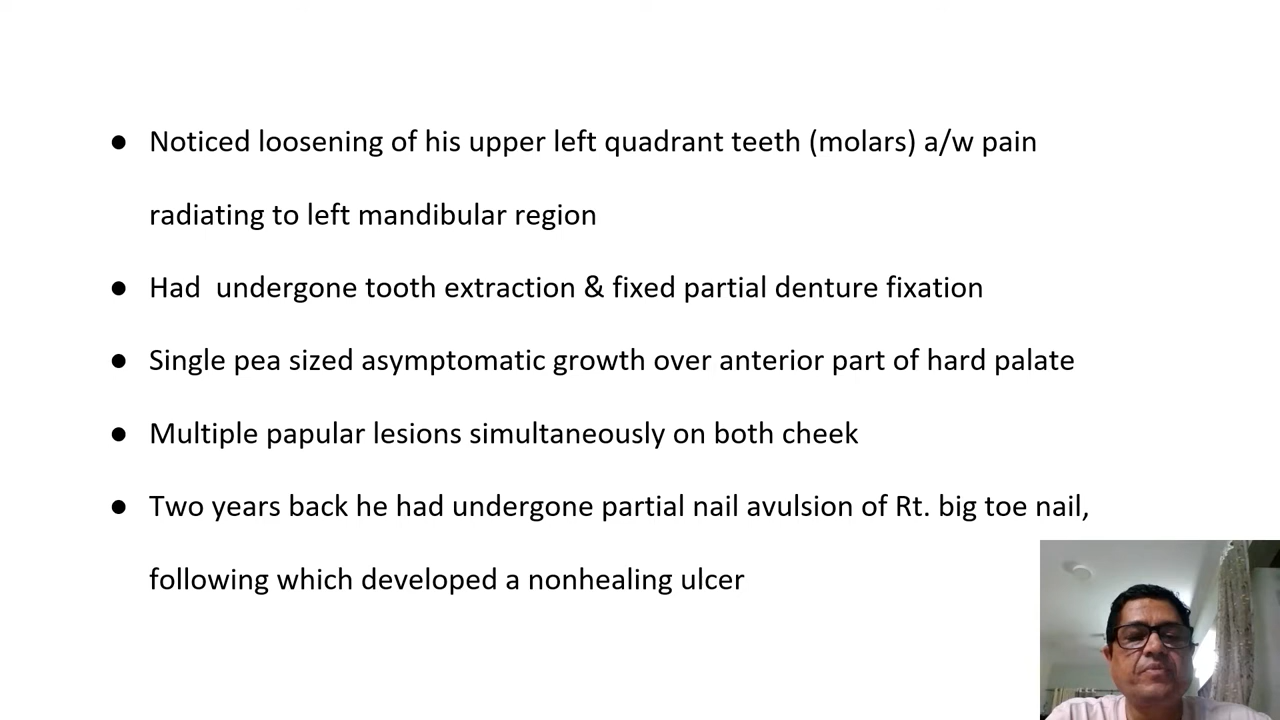 ● Noticed loosening of his upper left quadrant teeth (molars) a/w pain
radiating to left mandibular region
● Had  undergone tooth extraction & fixed partial denture fixation
● Single pea sized asymptomatic growth over anterior part of hard palate
● Multiple papular lesions simultaneously on both cheek
● Two years back he had undergone partial nail avulsion of Rt. big toe nail,
following which developed a nonhealing ulcer